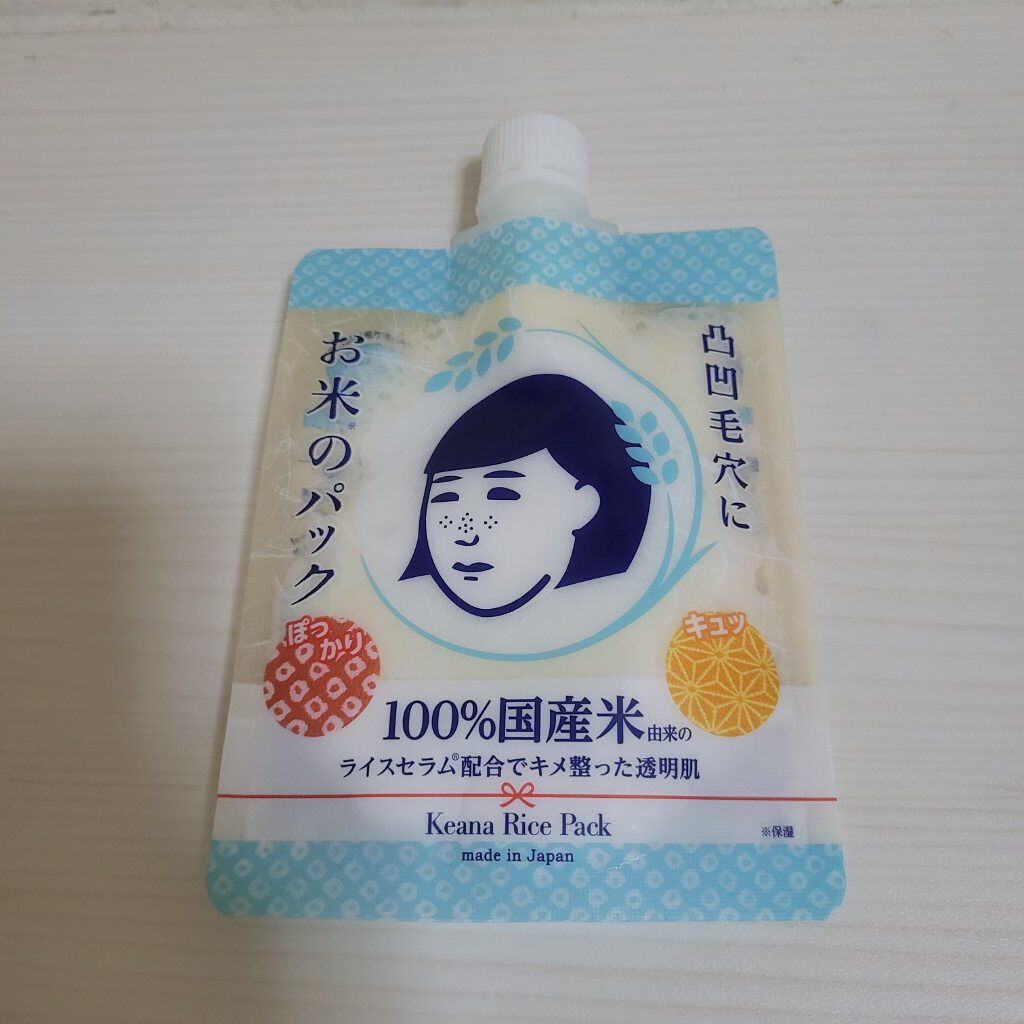 凸凹毛穴に
お米※のパック
ぽっかり
キュッ
100%国産米由来の
ライスセラム®配合でキメ整った透明肌
Keana Rice Pack
※保湿
made in Japan